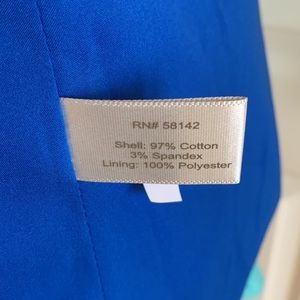 RN# 58142
Shell: 97% Cotton
3% Spandex
Lining: 100% Polyester